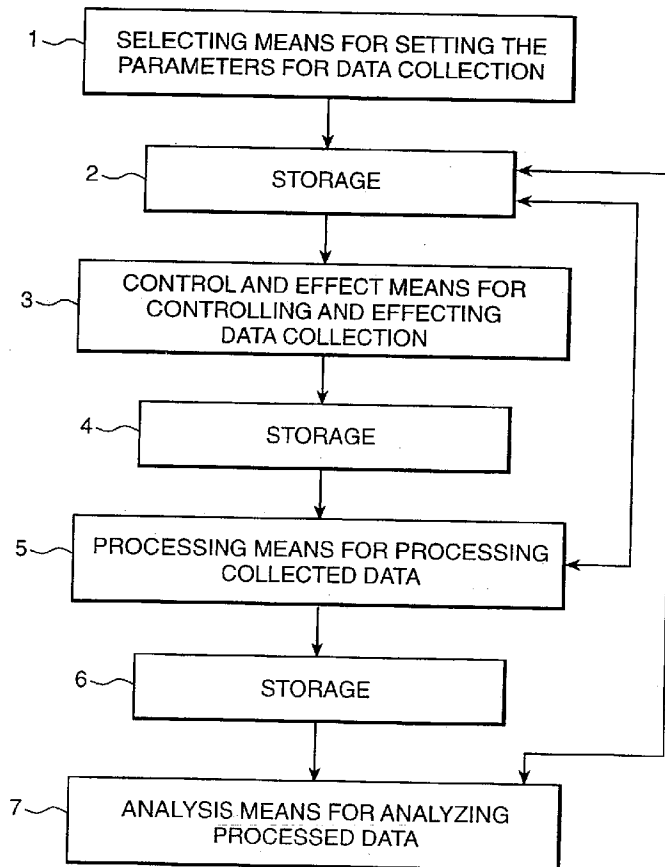 1
SELECTING MEANS FOR SETTING THE
PARAMETERS FOR DATA COLLECTION
2
STORAGE
3
CONTROL AND EFFECT MEANS FOR
CONTROLLING AND EFFECTING
DATA COLLECTION
4
STORAGE
5
PROCESSING MEANS FOR PROCESSING
COLLECTED DATA
6
STORAGE
7
ANALYSIS MEANS FOR ANALYZING
PROCESSED DATA